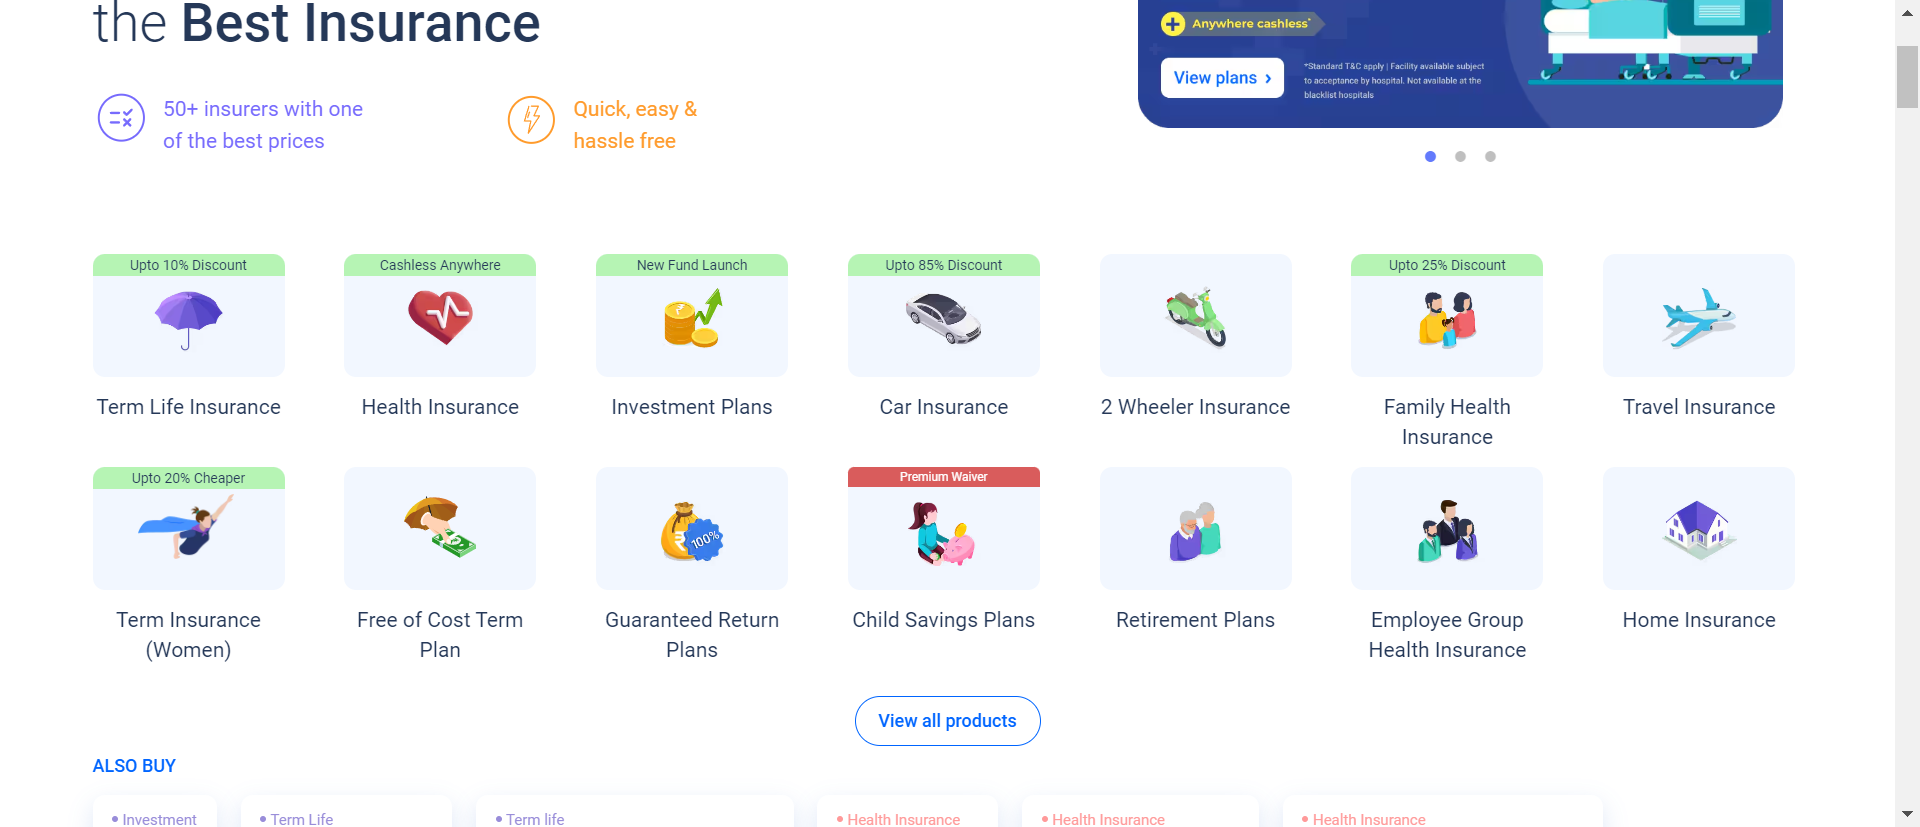 the Best Insurance
Anywhere cashless*
View plans ›
*Standard T&C apply | Facility available subject
to acceptance by hospital. Not available at the
blacklist hospitals
50+ insurers with one
of the best prices
Quick, easy &
hassle free
Upto 10% Discount
Cashless Anywhere
New Fund Launch
Upto 85% Discount
Upto 25% Discount
Term Life Insurance
Health Insurance
Investment Plans
Car Insurance
2 Wheeler Insurance
Family Health
Insurance
Travel Insurance
Upto 20% Cheaper
Premium Waiver
₹
100%
Term Insurance
(Women)
Free of Cost Term
Plan
Guaranteed Return
Plans
Child Savings Plans
Retirement Plans
Employee Group
Health Insurance
Home Insurance
View all products
ALSO BUY
• Investment
• Term Life
• Term life
• Health Insurance
• Health Insurance
• Health Insurance